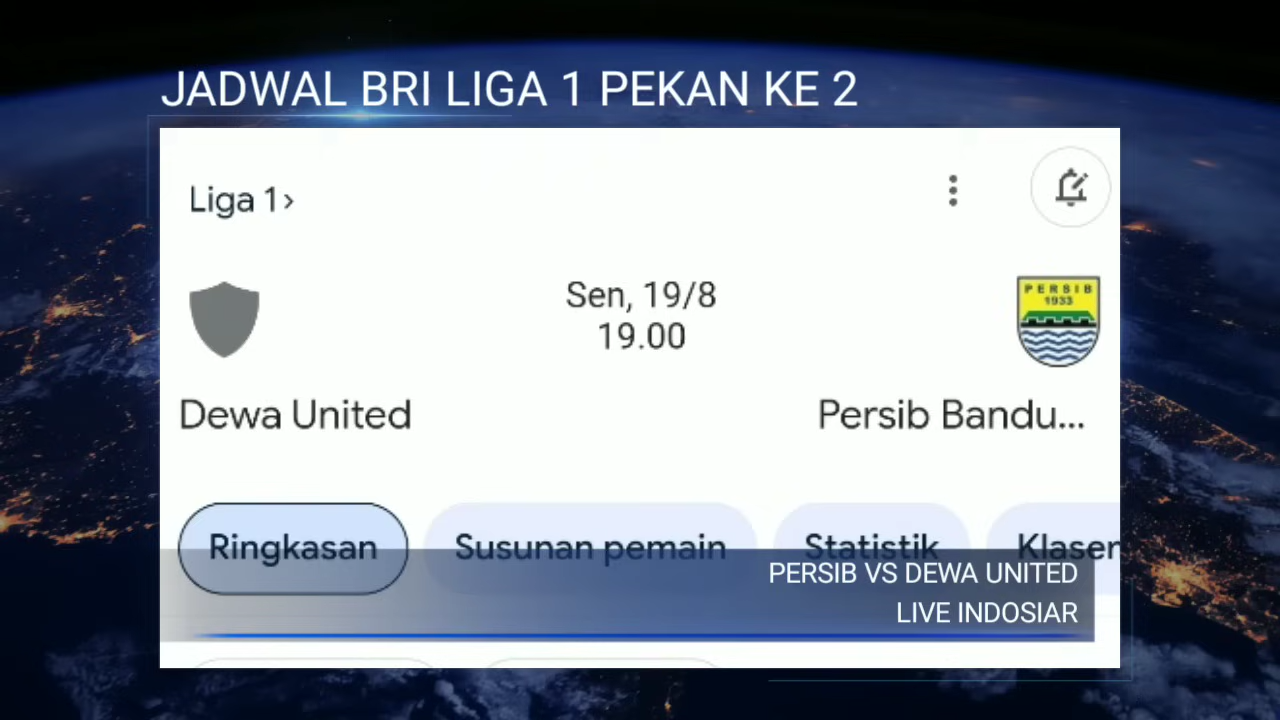 JADWAL BRI LIGA 1 PEKAN KE 2
Liga 1
Sen, 19/8
19.00
PERSIB
1933
Dewa United
Persib Bandu...
Ringkasan
Susunan pemain
Statistik
Klasen
PERSIB VS DEWA UNITED
LIVE INDOSIAR